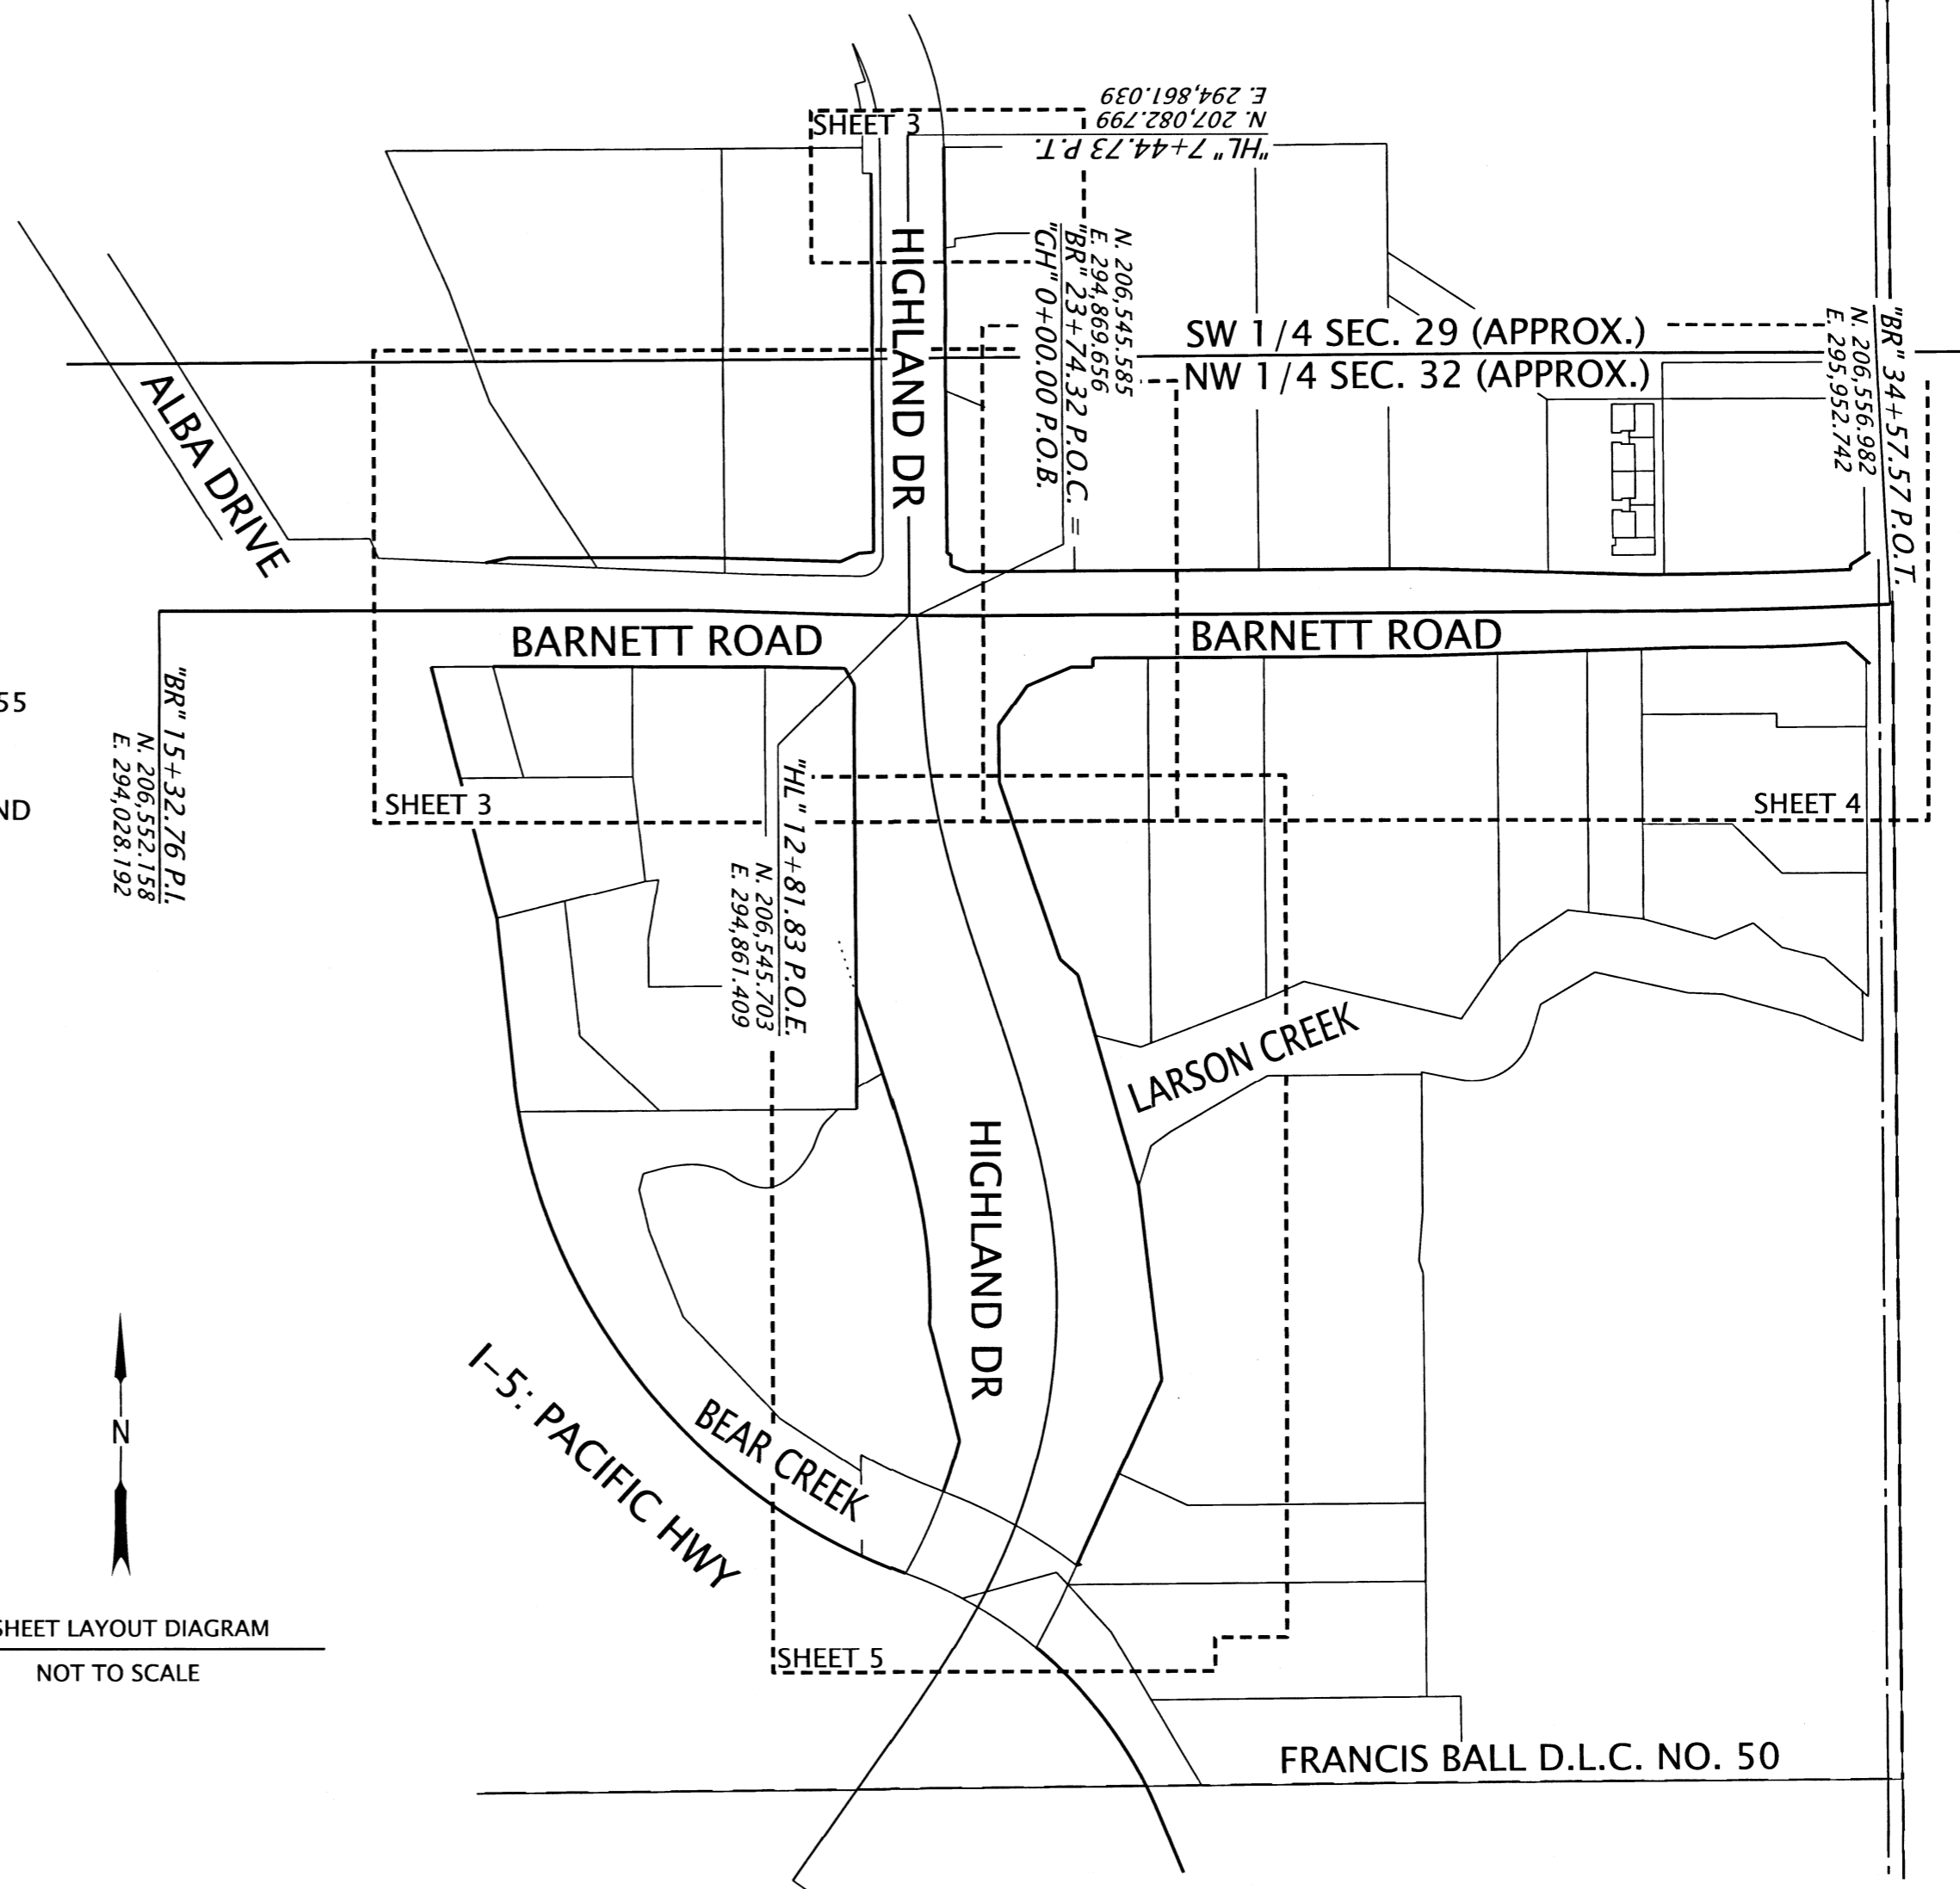 E. 294,861.039
N. 207,082.799
"HL" 7+44.73 P.T.
SHEET 3
HIGHLAND DR
N. 206,545.585
E. 294,869.656
"BR" 23+74.32 P.O.C. =
"GH" 0+00.00 P.O.B.
SW 1/4 SEC. 29 (APPROX.)
NW 1/4 SEC. 32 (APPROX.)
"BR" 34+57.57 P.O.T.
N. 206,556.982
E. 295,952.742
ALBA DRIVE
BARNETT ROAD
BARNETT ROAD
55
ND
"BR" 15+32.76 P.I.
N. 206,552.158
E. 294,028.192
SHEET 3
"HL" 12+81.83 P.O.E.
N. 206,545.703
E. 294,861.409
SHEET 4
LARSON CREEK
HIGHLAND DR
I-5: PACIFIC HWY
BEAR CREEK
N
SHEET LAYOUT DIAGRAM
NOT TO SCALE
SHEET 5
FRANCIS BALL D.L.C. NO. 50